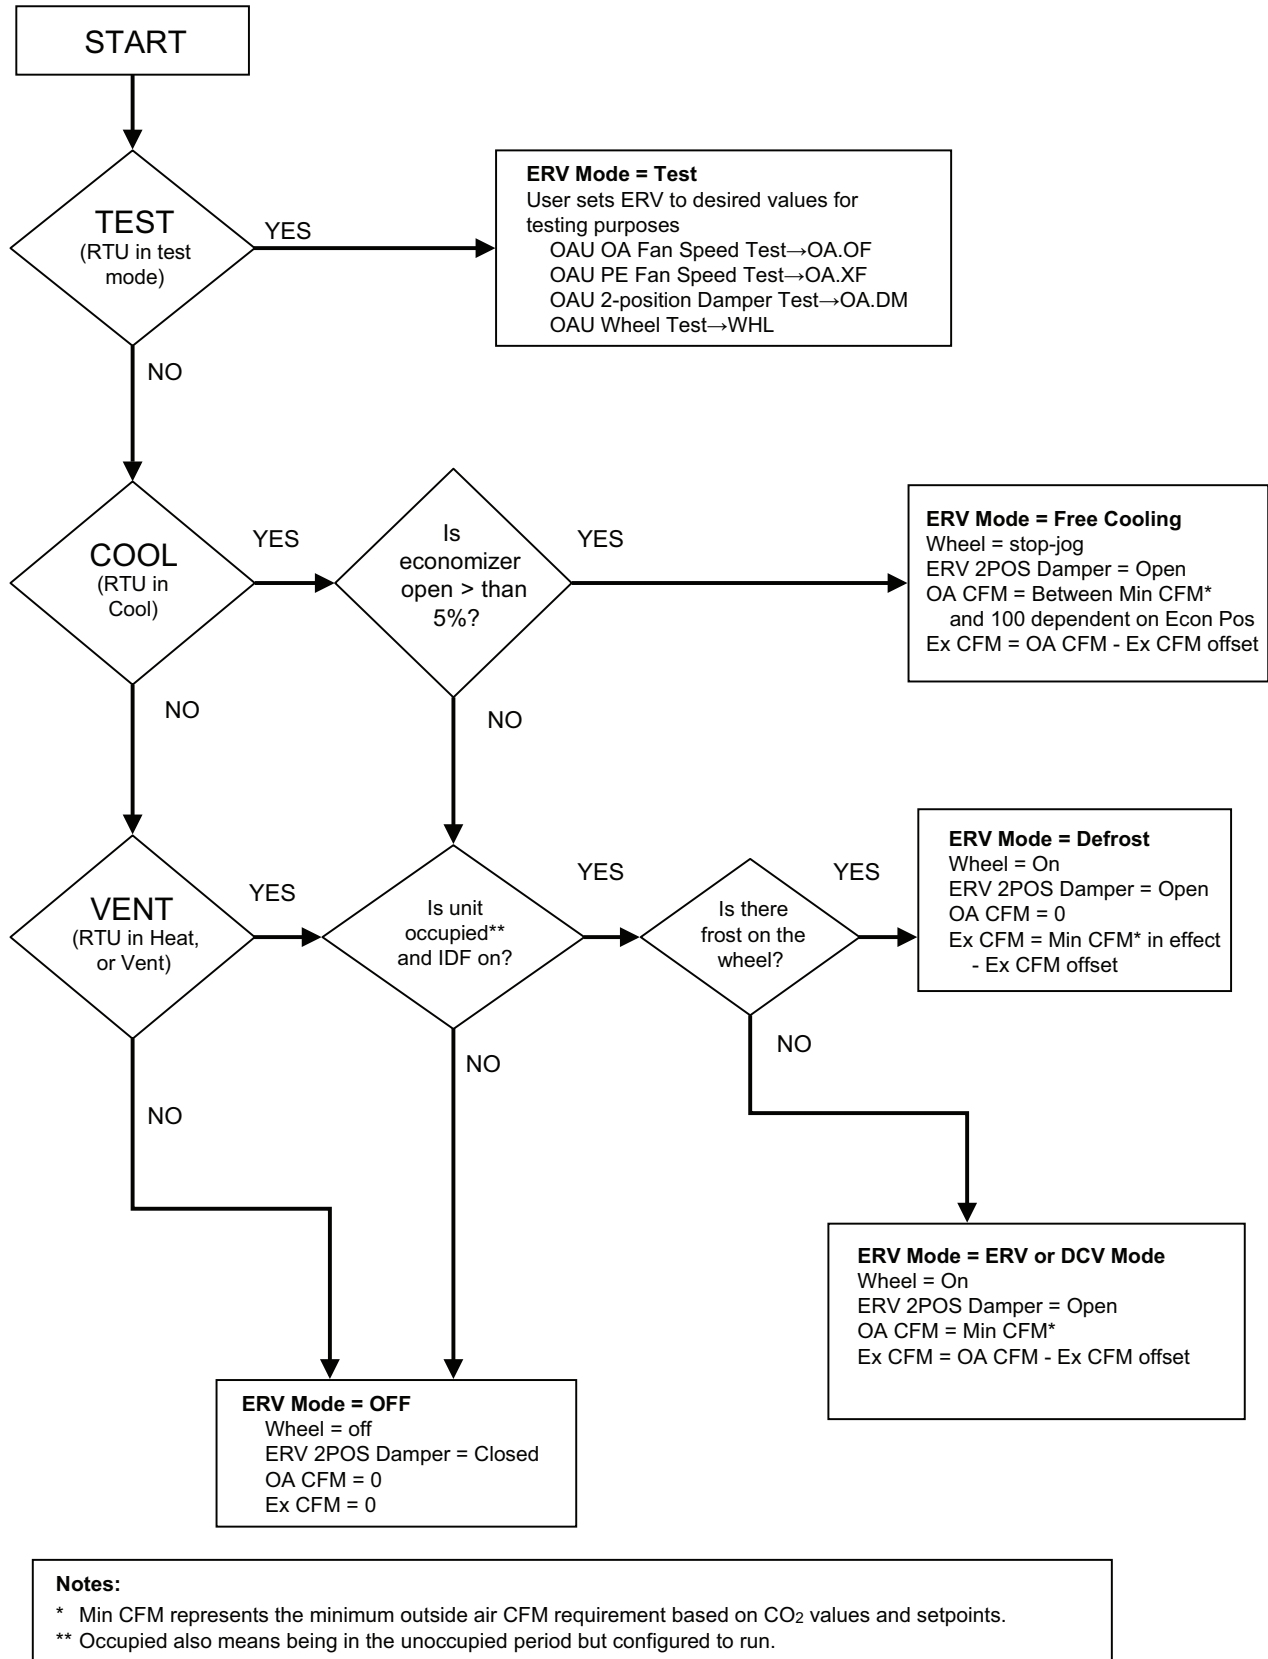 START
TEST
(RTU in test
mode)
YES
ERV Mode = Test
User sets ERV to desired values for
testing purposes
OAU OA Fan Speed Test→OA.OF
OAU PE Fan Speed Test→OA.XF
OAU 2-position Damper Test→OA.DM
OAU Wheel Test→WHL
NO
COOL
(RTU in
Cool)
YES
Is
economizer
open > than
5%?
YES
ERV Mode = Free Cooling
Wheel = stop-jog
ERV 2POS Damper = Open
OA CFM = Between Min CFM*
and 100 dependent on Econ Pos
Ex CFM = OA CFM - Ex CFM offset
NO
NO
VENT
(RTU in Heat,
or Vent)
YES
Is unit
occupied**
and IDF on?
YES
Is there
frost on the
wheel?
YES
ERV Mode = Defrost
Wheel = On
ERV 2POS Damper = Open
OA CFM = 0
Ex CFM = Min CFM* in effect
- Ex CFM offset
NO
NO
NO
ERV Mode = ERV or DCV Mode
Wheel = On
ERV 2POS Damper = Open
OA CFM = Min CFM*
Ex CFM = OA CFM - Ex CFM offset
ERV Mode = OFF
Wheel = off
ERV 2POS Damper = Closed
OA CFM = 0
Ex CFM = 0
Notes:
* Min CFM represents the minimum outside air CFM requirement based on CO2 values and setpoints.
** Occupied also means being in the unoccupied period but configured to run.